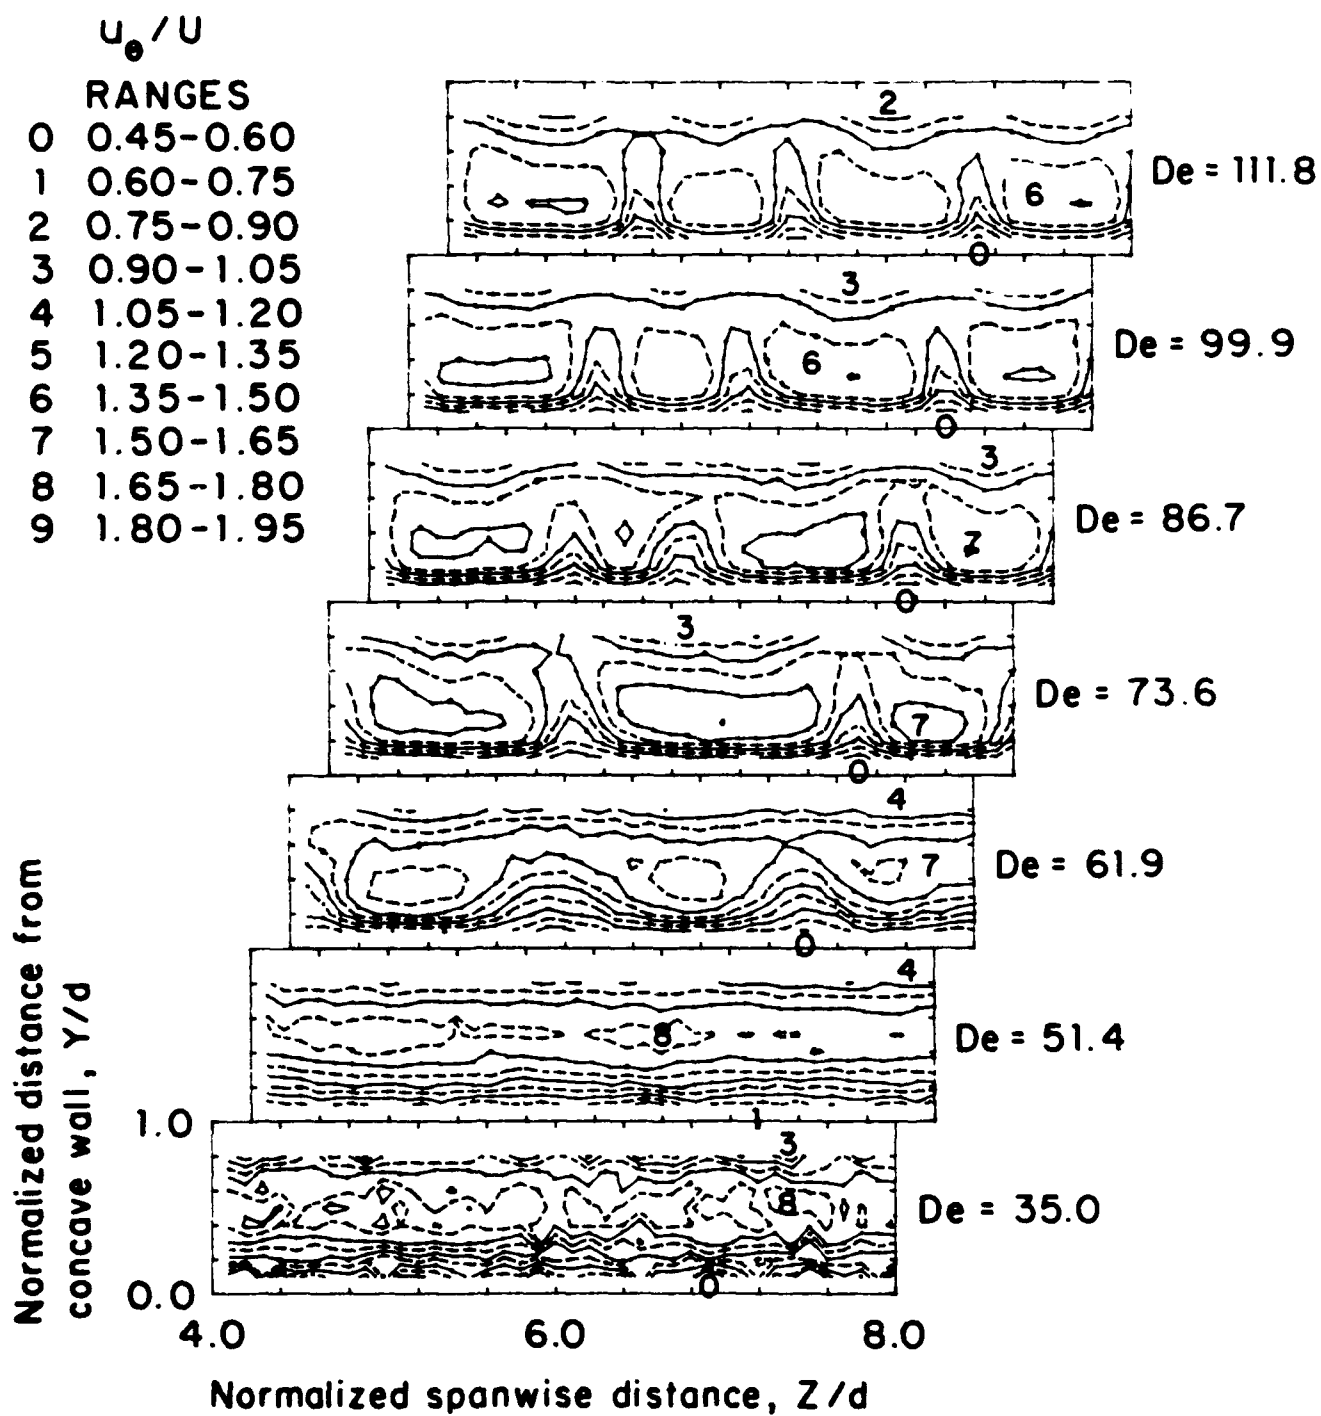 uθ/U
RANGES
0 0.45-0.60
1 0.60-0.75
2 0.75-0.90
3 0.90-1.05
4 1.05-1.20
5 1.20-1.35
6 1.35-1.50
7 1.50-1.65
8 1.65-1.80
9 1.80-1.95
2
6
0
De = 111.8
3
6
0
De = 99.9
3
7
0
De = 86.7
3
7
0
De = 73.6
4
7
0
De = 61.9
4
8
1
De = 51.4
3
8
0
De = 35.0
1.0
0.0
4.0 6.0 8.0
Normalized distance from
concave wall, Y/d
Normalized spanwise distance, Z/d